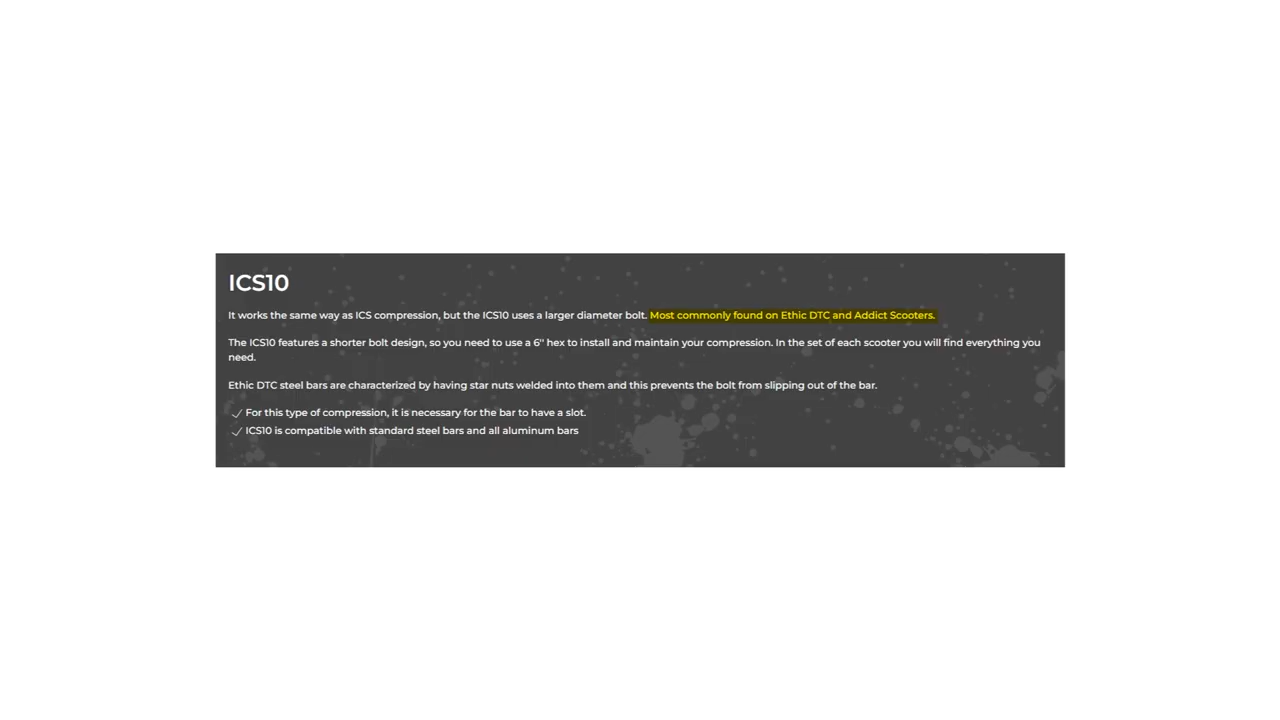 ICS10
It works the same way as ICS compression, but the ICS10 uses a larger diameter bolt. Most commonly found on Ethic DTC and Addict Scooters.
The ICS10 features a shorter bolt design, so you need to use a 6" hex to install and maintain your compression. In the set of each scooter you will find everything you
need.
Ethic DTC steel bars are characterized by having star nuts welded into them and this prevents the bolt from slipping out of the bar.
For this type of compression, it is necessary for the bar to have a slot.
ICS10 is compatible with standard steel bars and all aluminum bars